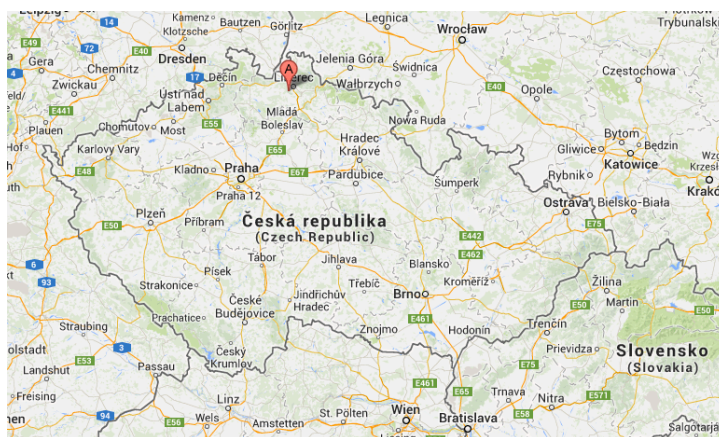 Leipzig
14
Bautzen
Kamenz
Görlitz
Legnica
Piotrków
Trybunalski
Klotzsche
Wrocław
E49
72
E40
Dresden
Jelenia Góra
4
Gera
Chemnitz
17
Děčín
A
Liberec
Świdnica
Częstochowa
Zwickau
Ústí nad
Labem
Wałbrzych
E40
Opole
E441
Mladá
Boleslav
Nowa Ruda
Plauen
Chomutov
Most
E55
Bytom
Hof
Karlovy Vary
E65
Hradec
Králové
Gliwice
Będzin
E48
Kladno
Praha
E67
Katowice
Pardubice
Rybnik
Praha 12
Šumperk
Plzeň
Ostrava
Bielsko-Biała
E50
Příbram
Česká republika
(Czech Republic)
E75
E442
6
Tábor
Jihlava
Blansko
E462
93
Písek
Třebíč
Kroměříž
Žilina
Strakonice
Brno
E50
Martin
E50
Jindřichův
Hradec
České
Budějovice
Prachatice
E461
Straubing
Znojmo
Hodonín
Trenčín
3
Český
Krumlov
Prievidza
Slovensko
(Slovakia)
E53
Landshut
Passau
E75
Freising
E461
E65
Trnava
Nitra
E571
94
Linz
E56
Wels
St. Pölten
Wien
E58
Amstetten
Bratislava